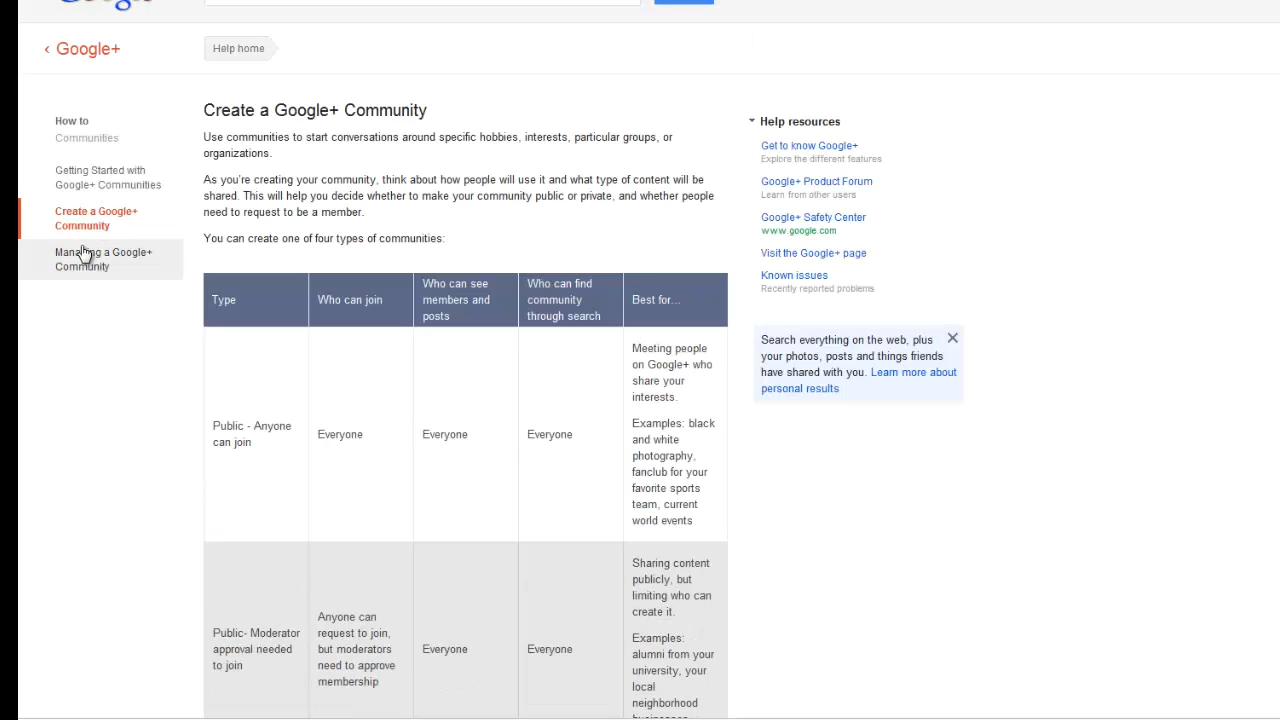 Google
‹ Google+
Help home
How to
Communities
Getting Started with
Google+ Communities
Create a Google+
Community
Managing a Google+
Community
Create a Google+ Community
Use communities to start conversations around specific hobbies, interests, particular groups, or
organizations.
As you're creating your community, think about how people will use it and what type of content will be
shared. This will help you decide whether to make your community public or private, and whether people
need to request to be a member.
You can create one of four types of communities:
Type
Who can join
Who can see
members and
posts
Who can find
community
through search
Best for...
Public - Anyone
can join
Everyone
Everyone
Everyone
Meeting people
on Google+ who
share your
interests.
Examples: black
and white
photography,
fanclub for your
favorite sports
team, current
world events
Public- Moderator
approval needed
to join
Anyone can
request to join,
but moderators
need to approve
membership
Everyone
Everyone
Sharing content
publicly, but
limiting who can
create it.
Examples:
alumni from your
university, your
local
neighborhood
businesses
Help resources
Get to know Google+
Explore the different features
Google+ Product Forum
Learn from other users
Google+ Safety Center
www.google.com
Visit the Google+ page
Known issues
Recently reported problems
Search everything on the web, plus
your photos, posts and things friends
have shared with you. Learn more about
personal results